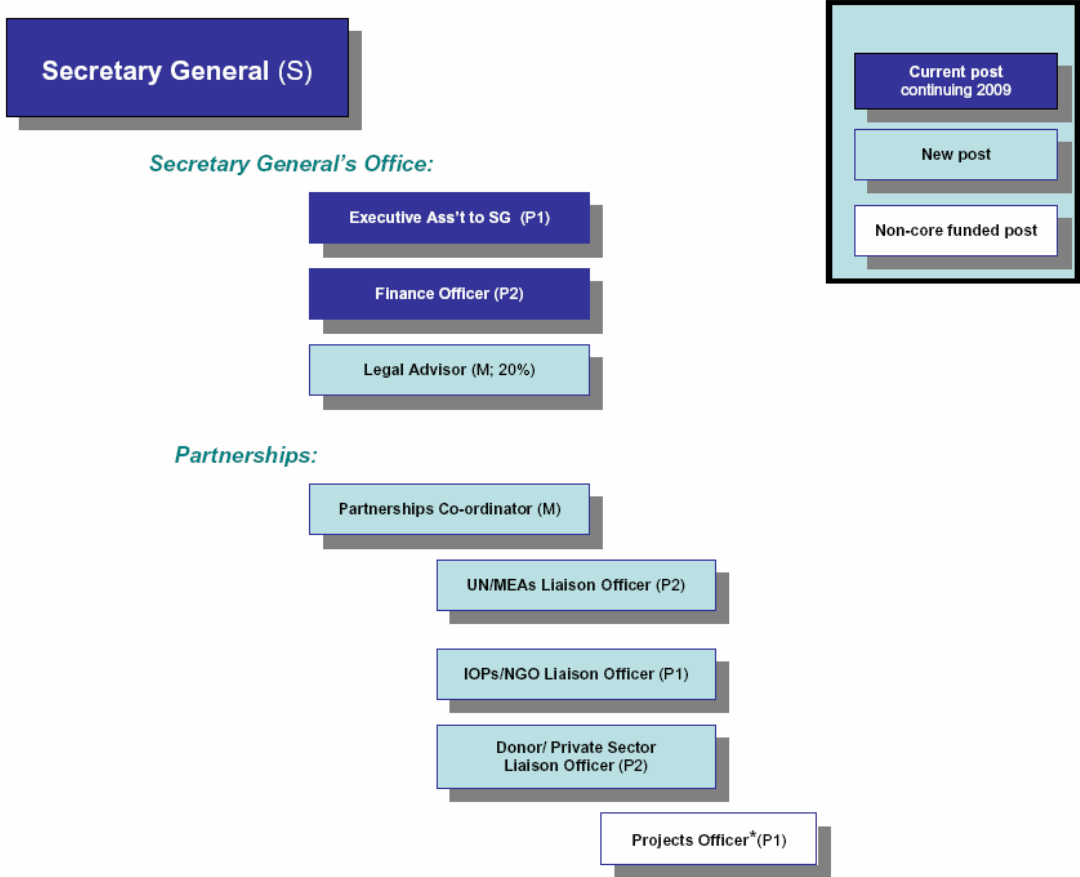 Secretary General (S)
Current post
continuing 2009
New post
Non-core funded post
Secretary General's Office:
Executive Ass't to SG (P1)
Finance Officer (P2)
Legal Advisor (M; 20%)
Partnerships:
Partnerships Co-ordinator (M)
UN/MEAs Liaison Officer (P2)
IOPs/NGO Liaison Officer (P1)
Donor/ Private Sector
Liaison Officer (P2)
Projects Officer*(P1)